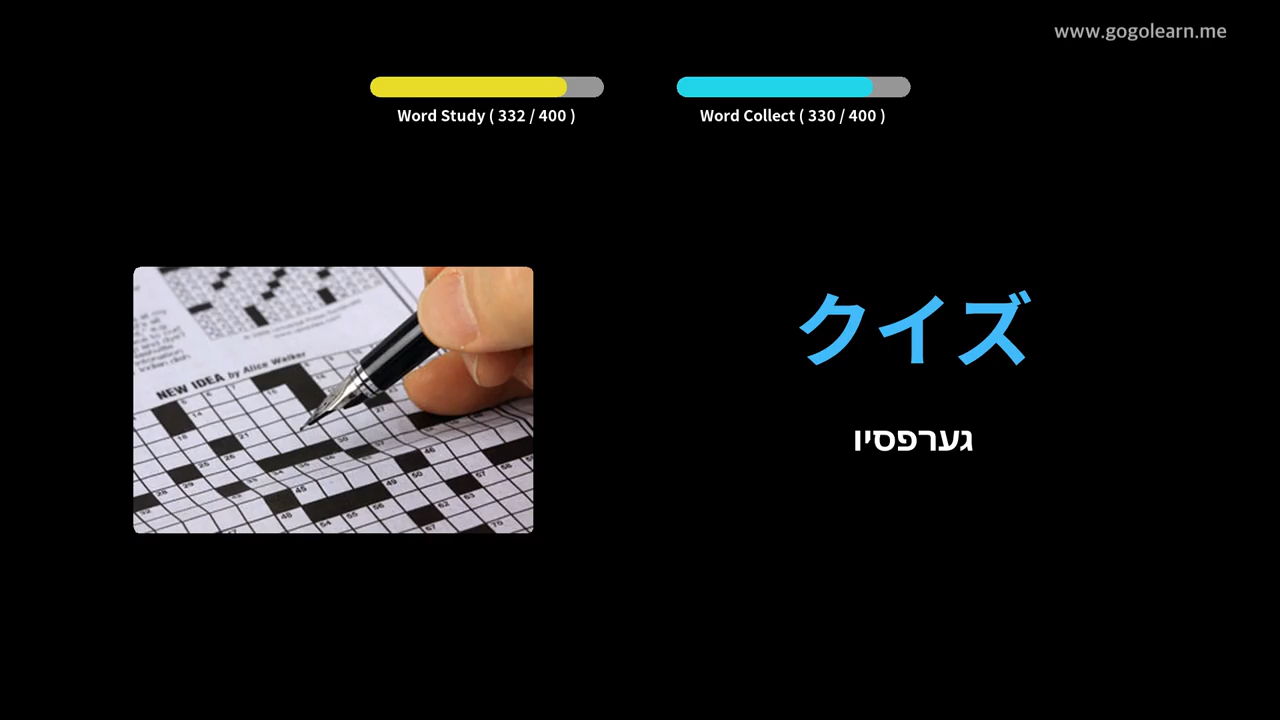 www.gogolearn.me
Word Study ( 332 / 400 )
Word Collect ( 330 / 400 )
クイズ
גערפסיו
NEW IDEA by Alice Walker